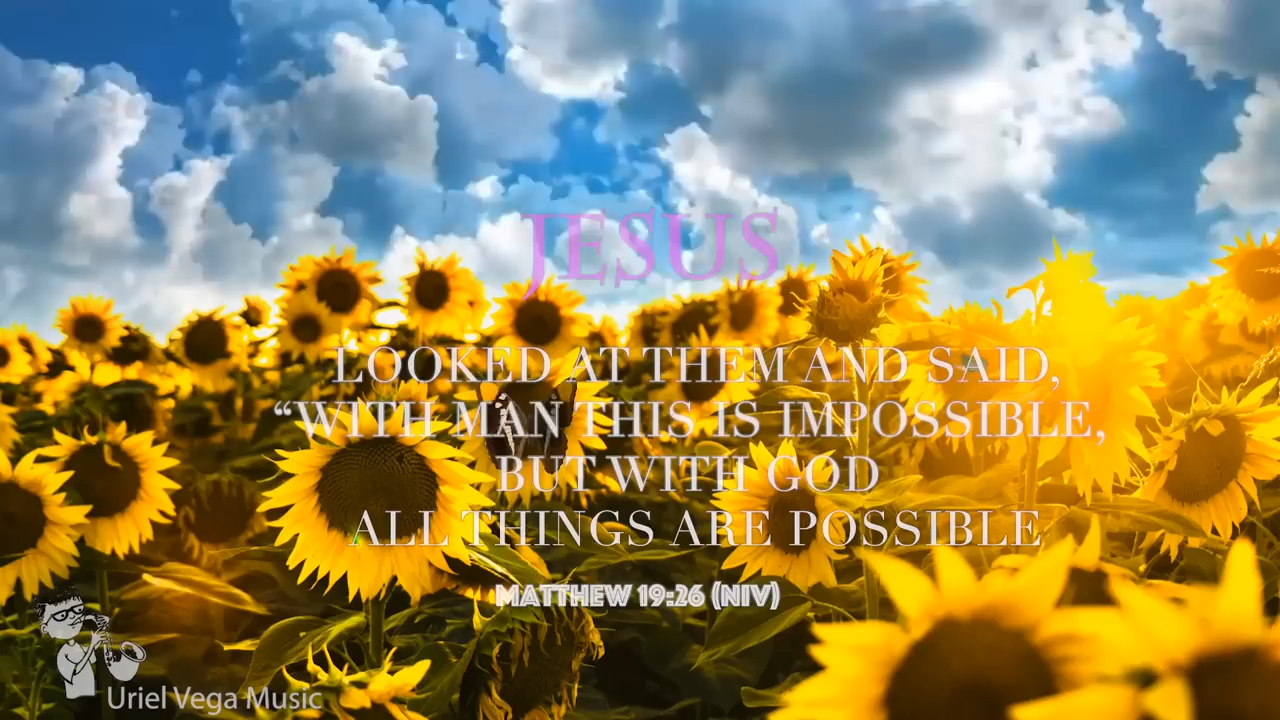 JESUS
LOOKED AT THEM AND SAID,
“WITH MAN THIS IS IMPOSSIBLE,
BUT WITH GOD
ALL THINGS ARE POSSIBLE
MATTHEW 19:26 (NIV)
Uriel Vega Music